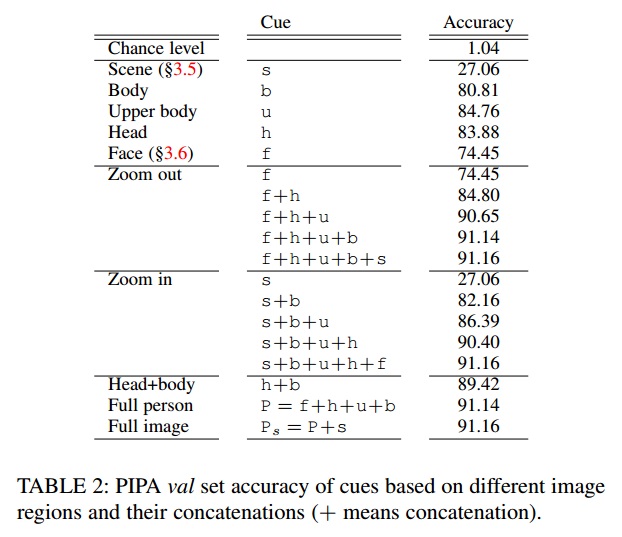 Cue Accuracy
Chance level 1.04
Scene (§3.5) s 27.06
Body b 80.81
Upper body u 84.76
Head h 83.88
Face (§3.6) f 74.45
Zoom out f 74.45
f+h 84.80
f+h+u 90.65
f+h+u+b 91.14
f+h+u+b+s 91.16
Zoom in s 27.06
s+b 82.16
s+b+u 86.39
s+b+u+h 90.40
s+b+u+h+f 91.16
Head+body h+b 89.42
Full person P = f+h+u+b 91.14
Full image Pₛ = P+s 91.16
TABLE 2: PIPA val set accuracy of cues based on different image
regions and their concatenations (+ means concatenation).